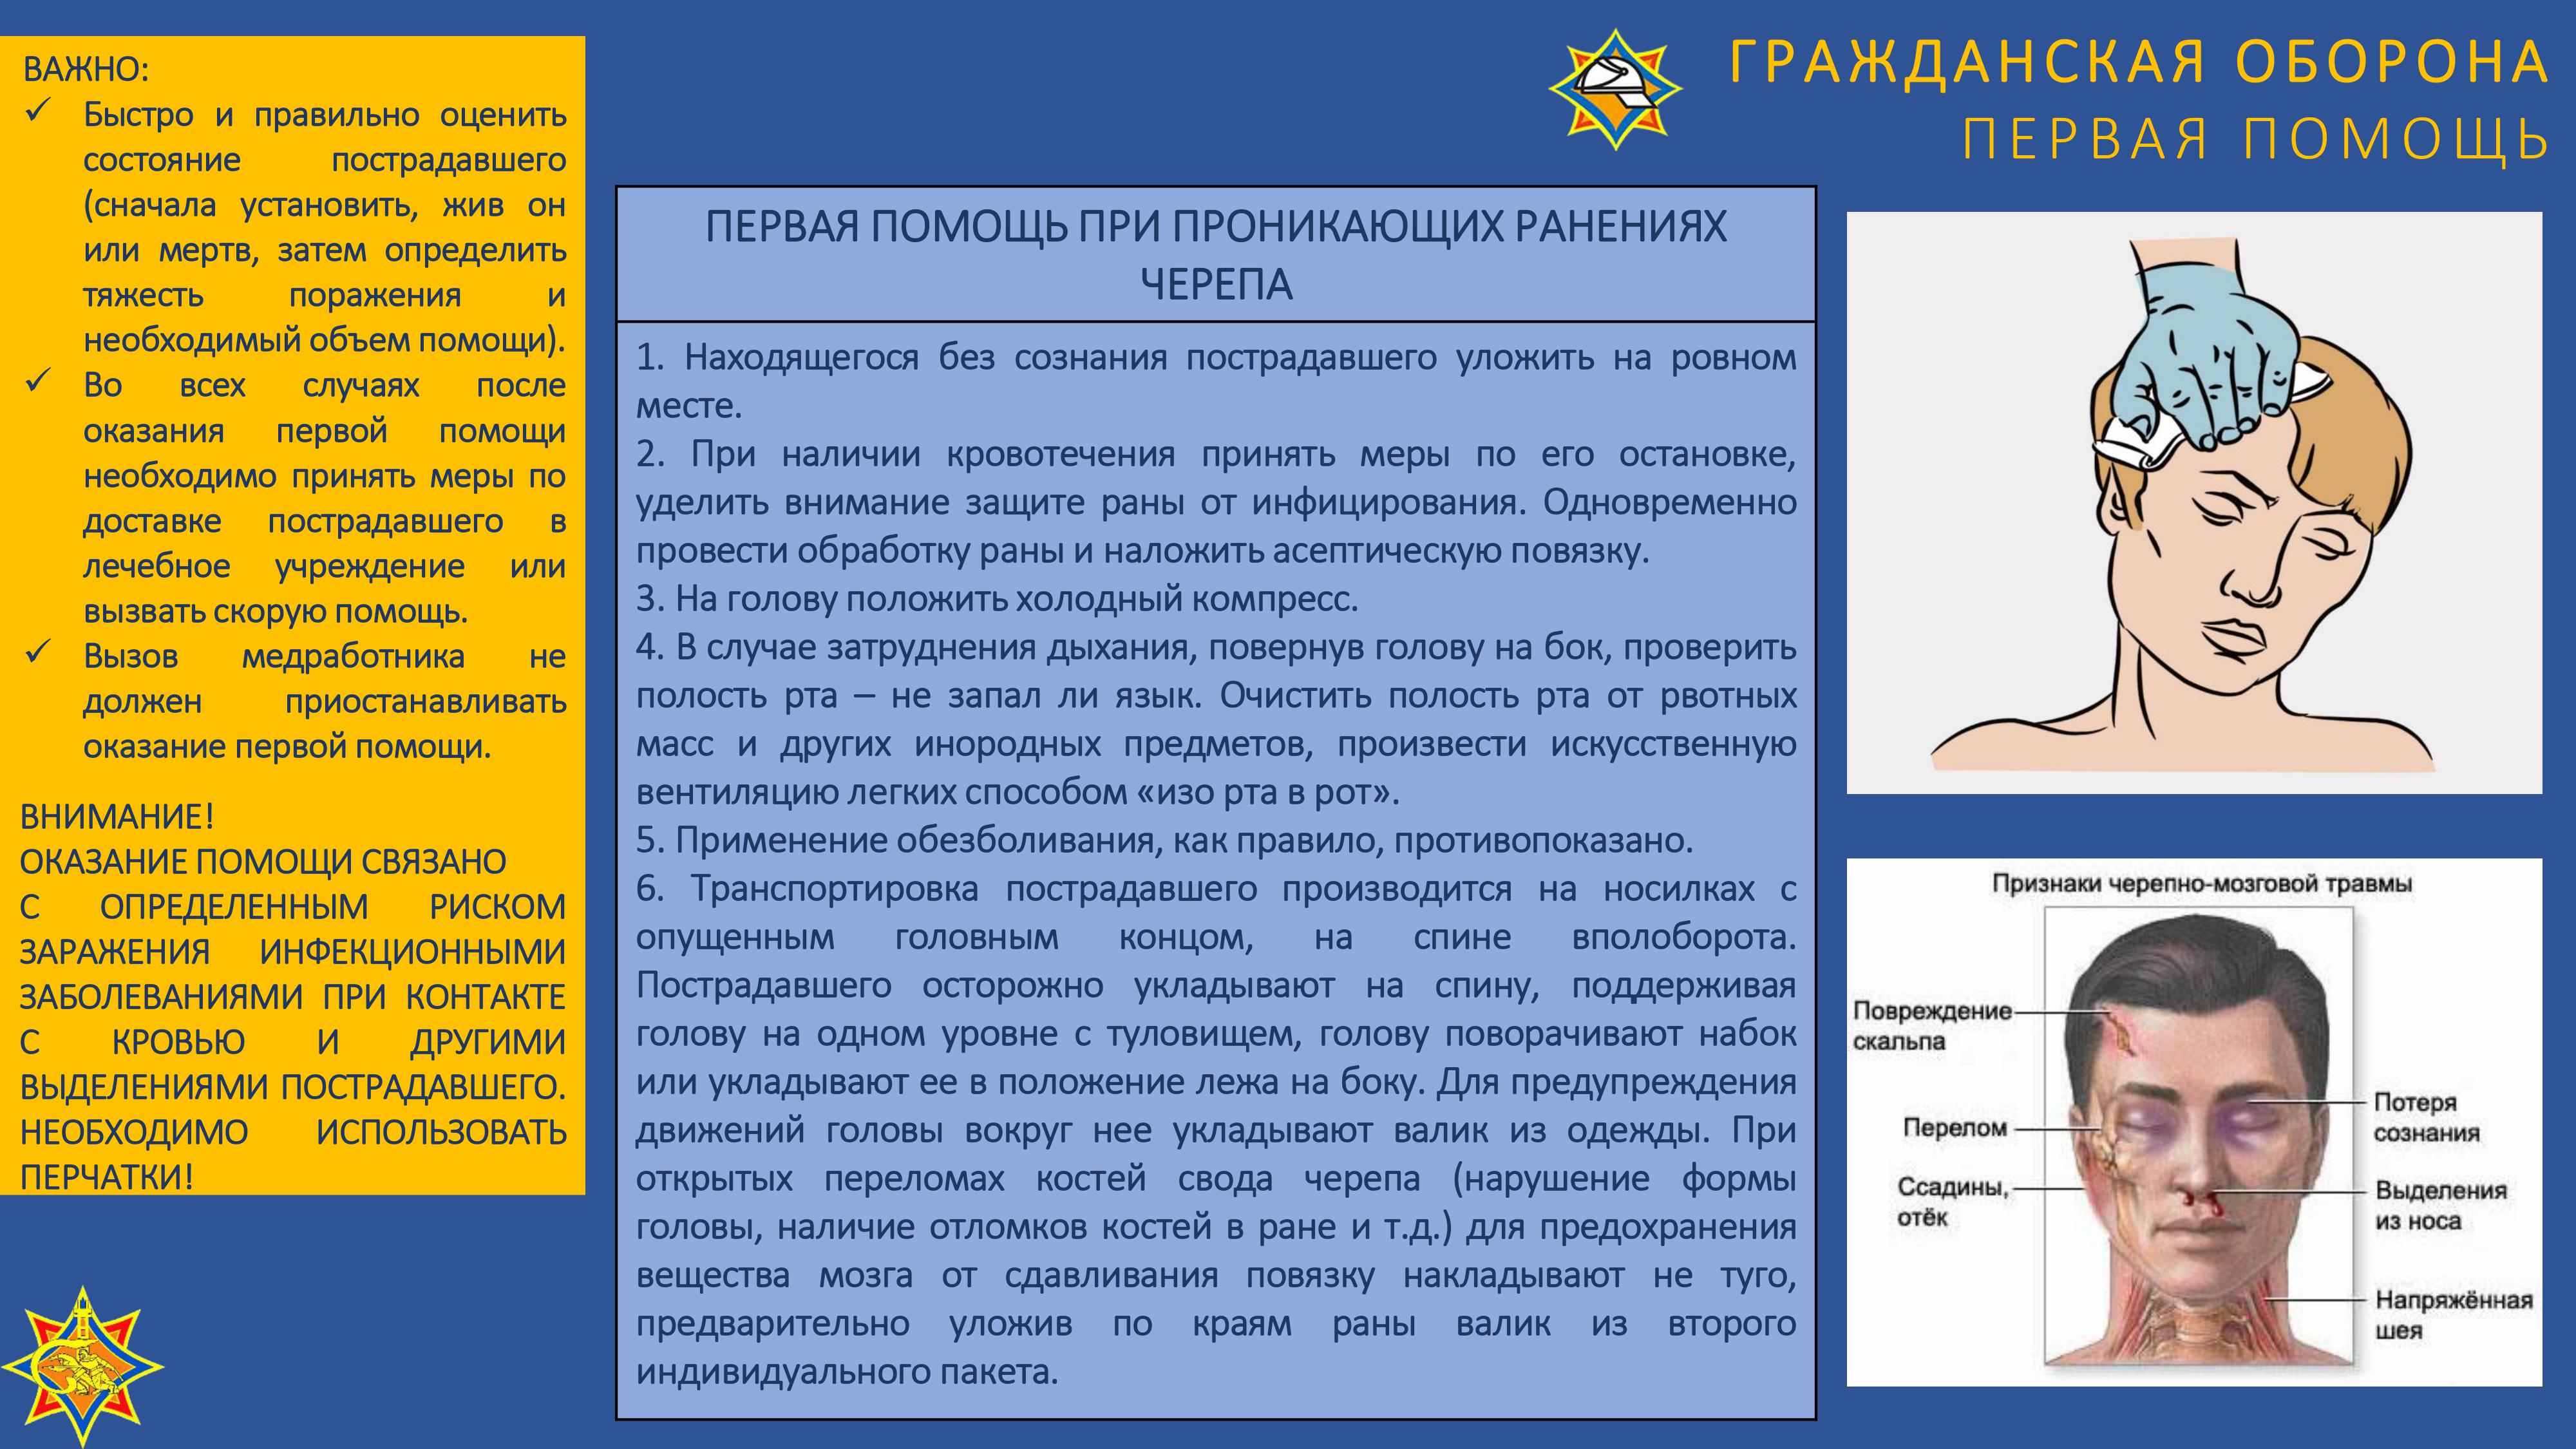 ВАЖНО:
✓ Быстро и правильно оценить
состояние пострадавшего
(сначала установить, жив он
или мертв, затем определить
тяжесть поражения и
необходимый объем помощи).
✓ Во всех случаях после
оказания первой помощи
необходимо принять меры по
доставке пострадавшего в
лечебное учреждение или
вызвать скорую помощь.
✓ Вызов медработника не
должен приостанавливать
оказание первой помощи.
ВНИМАНИЕ!
ОКАЗАНИЕ ПОМОЩИ СВЯЗАНО
С ОПРЕДЕЛЕННЫМ РИСКОМ
ЗАРАЖЕНИЯ ИНФЕКЦИОННЫМИ
ЗАБОЛЕВАНИЯМИ ПРИ КОНТАКТЕ
С КРОВЬЮ И ДРУГИМИ
ВЫДЕЛЕНИЯМИ ПОСТРАДАВШЕГО.
НЕОБХОДИМО ИСПОЛЬЗОВАТЬ
ПЕРЧАТКИ!
ГРАЖДАНСКАЯ ОБОРОНА
ПЕРВАЯ ПОМОЩЬ
ПЕРВАЯ ПОМОЩЬ ПРИ ПРОНИКАЮЩИХ РАНЕНИЯХ
ЧЕРЕПА
1. Находящегося без сознания пострадавшего уложить на ровном
месте.
2. При наличии кровотечения принять меры по его остановке,
уделить внимание защите раны от инфицирования. Одновременно
провести обработку раны и наложить асептическую повязку.
3. На голову положить холодный компресс.
4. В случае затруднения дыхания, повернув голову на бок, проверить
полость рта – не запал ли язык. Очистить полость рта от рвотных
масс и других инородных предметов, произвести искусственную
вентиляцию легких способом «изо рта в рот».
5. Применение обезболивания, как правило, противопоказано.
6. Транспортировка пострадавшего производится на носилках с
опущенным головным концом, на спине вполоборота.
Пострадавшего осторожно укладывают на спину, поддерживая
голову на одном уровне с туловищем, голову поворачивают набок
или укладывают ее в положение лежа на боку. Для предупреждения
движений головы вокруг нее укладывают валик из одежды. При
открытых переломах костей свода черепа (нарушение формы
головы, наличие отломков костей в ране и т.д.) для предохранения
вещества мозга от сдавливания повязку накладывают не туго,
предварительно уложив по краям раны валик из второго
индивидуального пакета.
Признаки черепно-мозговой травмы
Повреждение
скальпа
Перелом
Ссадины,
отёк
Потеря
сознания
Выделения
из носа
Напряжённая
шея